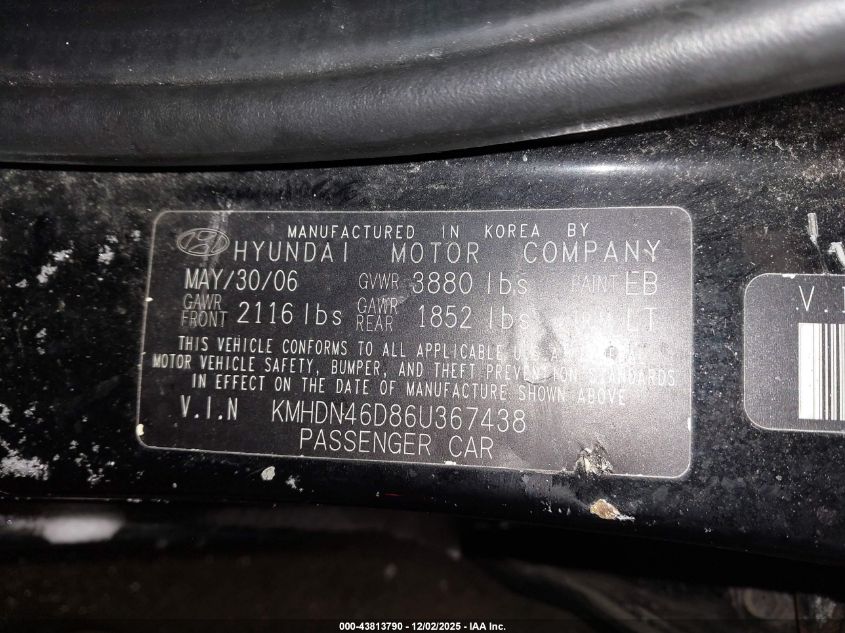 MANUFACTURED IN KOREA BY
HYUNDAI MOTOR COMPANY
MAY/30/06 GVWR 3880 lbs PAINT EB
GAWR FRONT 2116 lbs GAWR REAR 1852 lbs LT
THIS VEHICLE CONFORMS TO ALL APPLICABLE
MOTOR VEHICLE SAFETY, BUMPER, AND THEFT PREVENTION STANDARDS
IN EFFECT ON THE DATE OF MANUFACTURE SHOWN ABOVE
V.I.N KMHDN46D86U367438
PASSENGER CAR
V.I
000-43813790 - 12/02/2025 - IAA Inc.